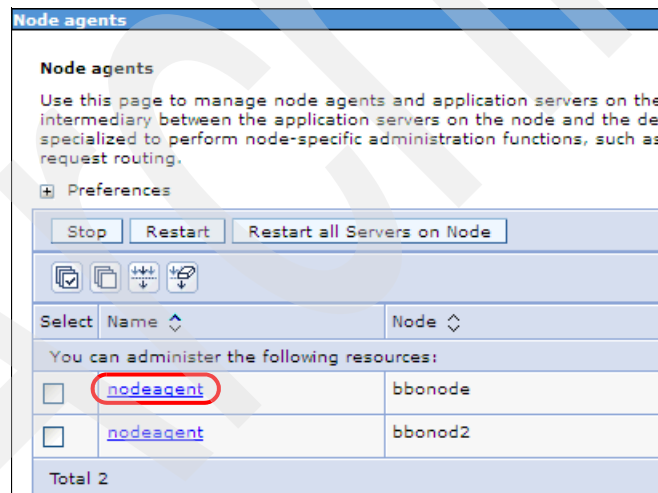 Node agents
Node agents
Use this page to manage node agents and application servers on the
intermediary between the application servers on the node and the de
specialized to perform node-specific administration functions, such as
request routing.
Preferences
Stop Restart Restart all Servers on Node
Select Name Node
You can administer the following resources:
nodeagent bbonode
nodeagent bbonod2
Total 2